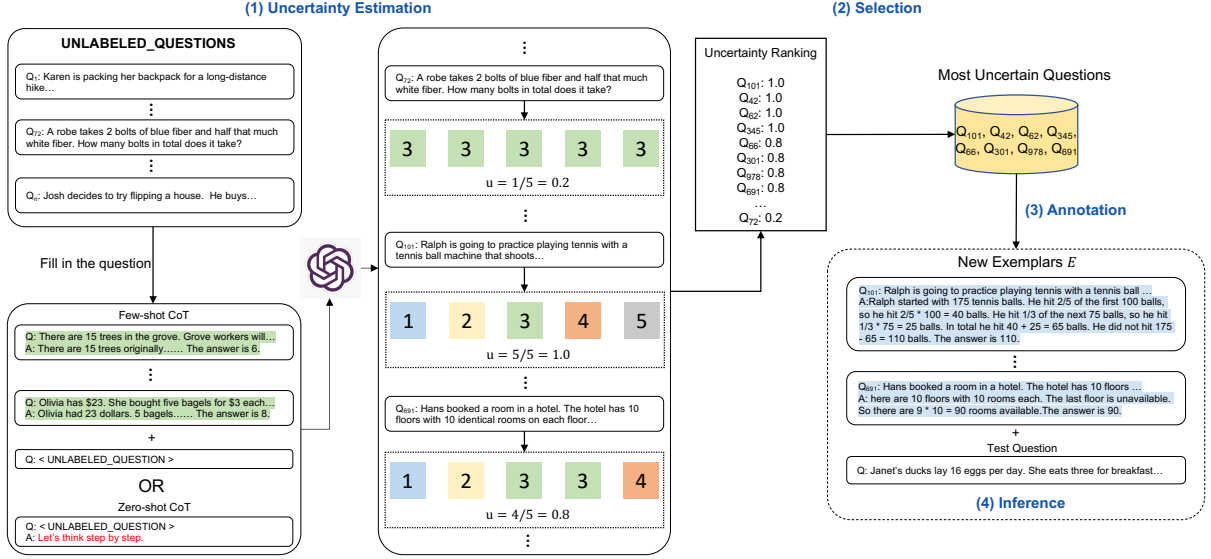 (1) Uncertainty Estimation
UNLABELED_QUESTIONS
Q1: Karen is packing her backpack for a long-distance
hike…
Q72: A robe takes 2 bolts of blue fiber and half that much
white fiber. How many bolts in total does it take?
Qn: Josh decides to try flipping a house.  He buys…
Fill in the question
Few-shot CoT
Q: There are 15 trees in the grove. Grove workers will…
A: There are 15 trees originally…… The answer is 6.
Q: Olivia has $23. She bought five bagels for $3 each…
A: Olivia had 23 dollars. 5 bagels…… The answer is 8.
+
Q: < UNLABELED_QUESTION >
OR
Zero-shot CoT
Q: < UNLABELED_QUESTION >
A: Let's think step by step.
Q72: A robe takes 2 bolts of blue fiber and half that much
white fiber. How many bolts in total does it take?
3 3 3 3 3
u = 1/5 = 0.2
Q101: Ralph is going to practice playing tennis with a
tennis ball machine that shoots…
1 2 3 4 5
u = 5/5 = 1.0
Q691: Hans booked a room in a hotel. The hotel has 10
floors with 10 identical rooms on each floor…
1 2 3 3 4
u = 4/5 = 0.8
(2) Selection
Uncertainty Ranking
Q101: 1.0
Q42: 1.0
Q62: 1.0
Q345: 1.0
Q66: 0.8
Q301: 0.8
Q978: 0.8
Q691: 0.8
…
Q72: 0.2
Most Uncertain Questions
Q101, Q42, Q62, Q345,
Q66, Q301, Q978, Q691
(3) Annotation
New Exemplars E
Q101: Ralph is going to practice playing tennis with a tennis ball …
A:Ralph started with 175 tennis balls. He hit 2/5 of the first 100 balls,
so he hit 2/5 * 100 = 40 balls. He hit 1/3 of the next 75 balls, so he hit
1/3 * 75 = 25 balls. In total he hit 40 + 25 = 65 balls. He did not hit 175
- 65 = 110 balls. The answer is 110.
Q691: Hans booked a room in a hotel. The hotel has 10 floors …
A: here are 10 floors with 10 rooms each. The last floor is unavailable.
So there are 9 * 10 = 90 rooms available.The answer is 90.
+
Test Question
Q: Janet's ducks lay 16 eggs per day. She eats three for breakfast…
(4) Inference